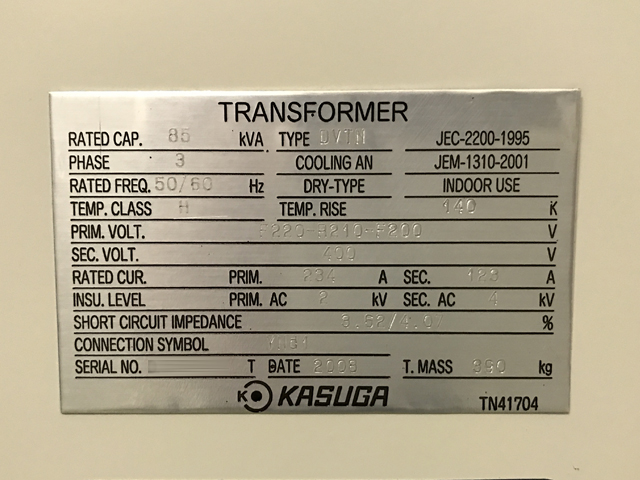 TRANSFORMER
RATED CAP. 85 kVA TYPE DVTN JEC-2200-1995
PHASE 3 COOLING AN JEM-1310-2001
RATED FREQ. 50/60 Hz DRY-TYPE INDOOR USE
TEMP. CLASS H TEMP. RISE 140 K
PRIM. VOLT. V
SEC. VOLT. 400 V
RATED CUR. PRIM. 234 A SEC. 123 A
INSU. LEVEL PRIM. AC 2 kV SEC. AC 4 kV
SHORT CIRCUIT IMPEDANCE %
CONNECTION SYMBOL
SERIAL NO. T DATE T. MASS kg
KASUGA TN41704